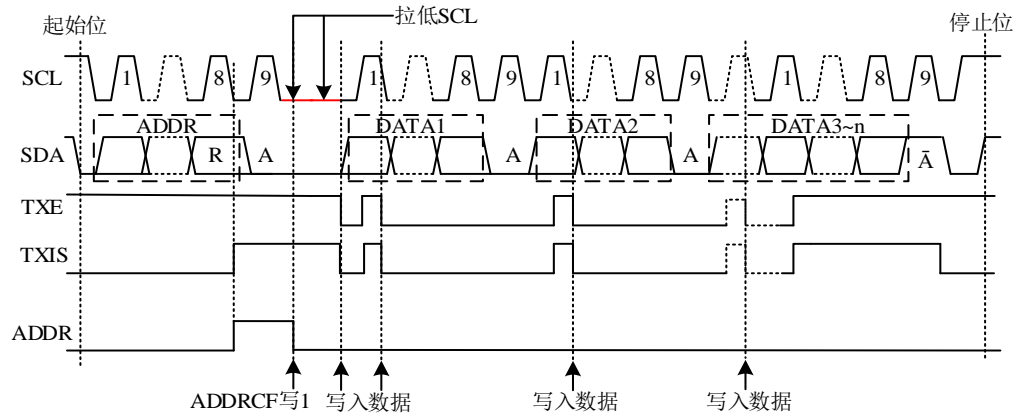 拉低SCL
起始位
停止位
SCL 1 8 9 1 8 9 1 8 9 1 8 9
ADDR DATA1 DATA2 DATA3~n
SDA R A A A Ā
TXE
TXIS
ADDR
ADDRCF写1 写入数据 写入数据 写入数据